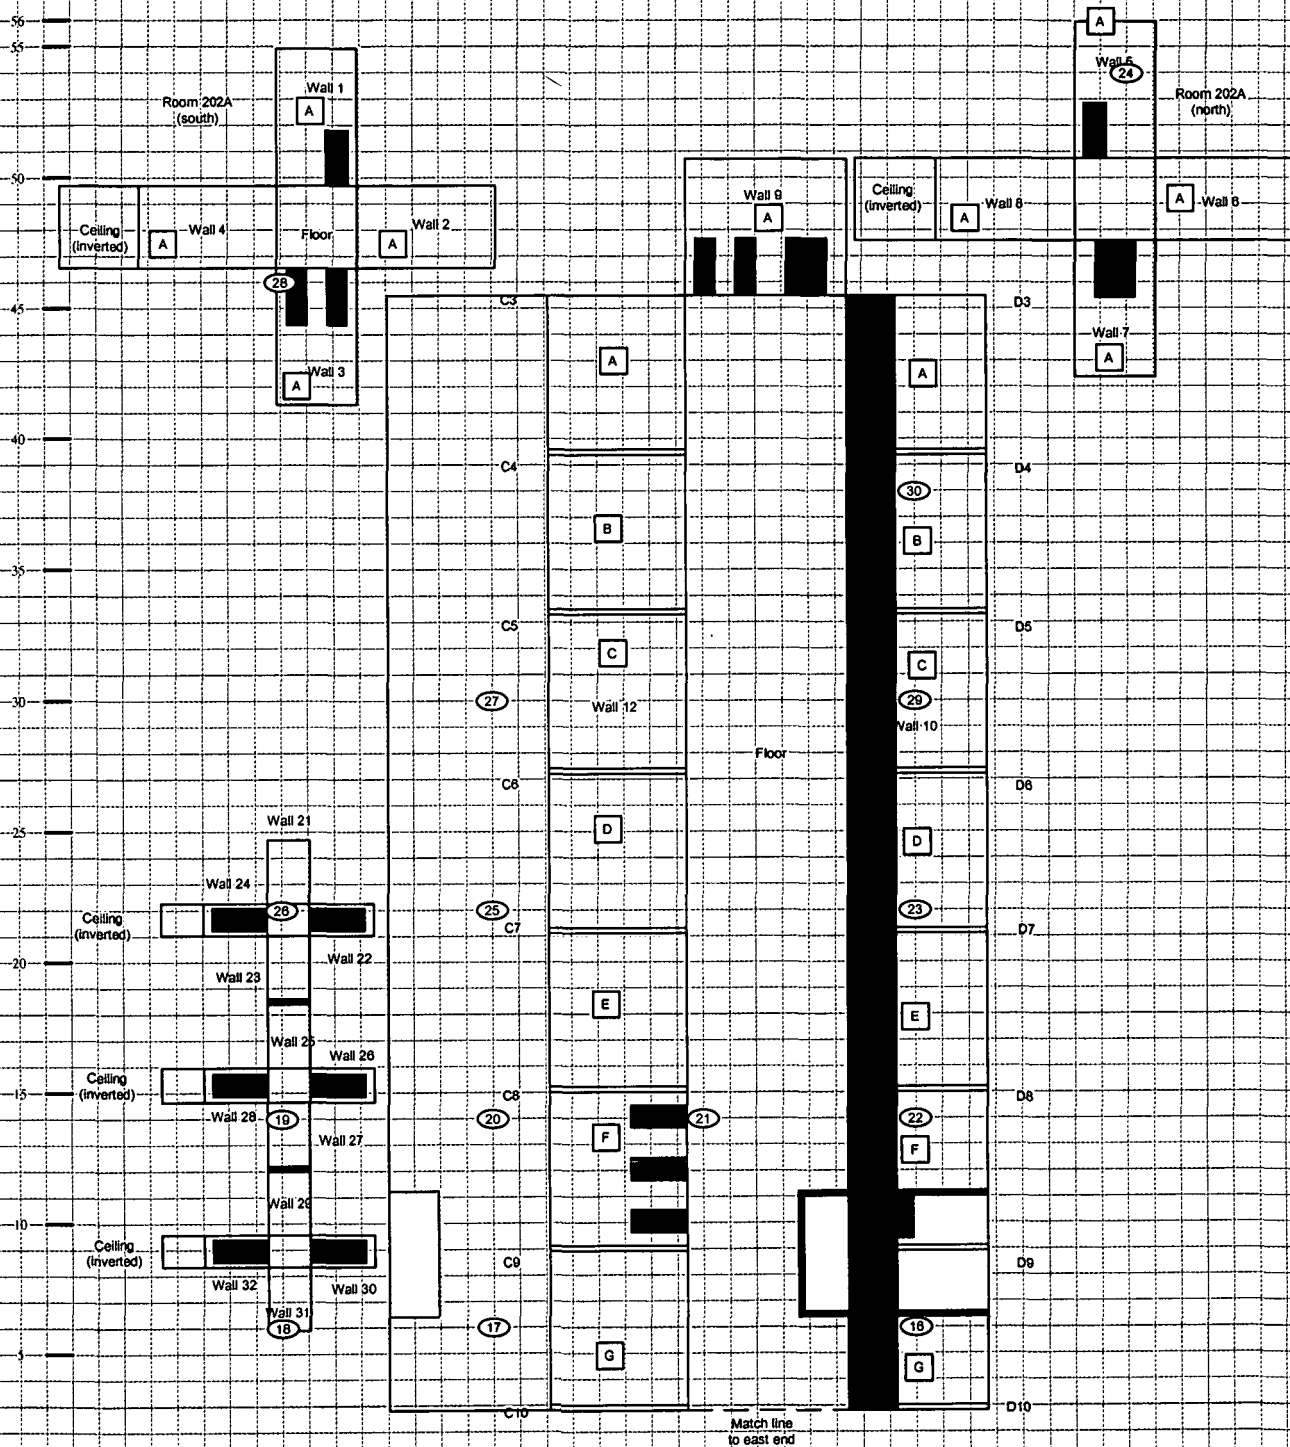 56
55
A
Wall 5
24
Wall 1
Room 202A
(south)
A
Room 202A
(north)
50
Wall 9
A
Ceiling
(inverted)
Wall 8
A
A
Wall 6
Ceiling
(inverted)
A
Wall 4
Floor
A
Wall 2
28
45
C3
D3
Wall 7
A
A
Wall 3
A
A
40
C4
D4
30
B
B
35
C5
D5
C
C
30
27
Wall 12
29
Wall 10
Floor
C6
D6
25
Wall 21
D
D
Wall 24
26
25
23
Ceiling
(inverted)
C7
D7
20
Wall 22
Wall 23
E
E
Wall 25
Wall 26
Ceiling
(inverted)
15
C8
D8
Wall 28
19
20
21
22
Wall 27
F
F
Wall 29
10
Ceiling
(inverted)
C9
D9
Wall 32
Wall 30
Wall 31
18
17
16
5
G
G
C10
D10
Match line
to east end